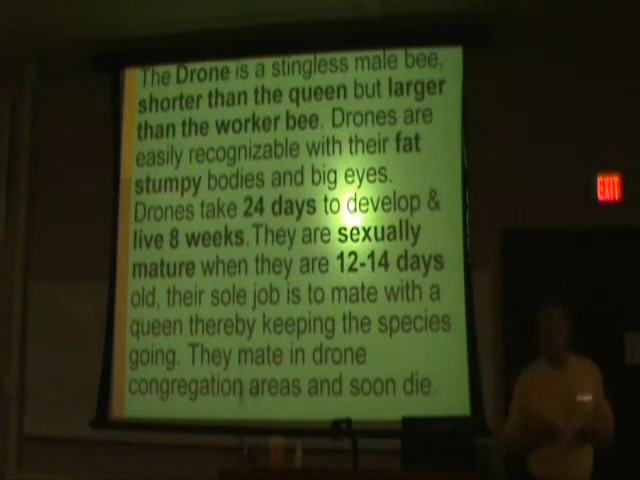 The Drone is a stingless male bee,
shorter than the queen but larger
than the worker bee. Drones are
easily recognizable with their fat
stumpy bodies and big eyes.
Drones take 24 days to develop &
live 8 weeks. They are sexually
mature when they are 12-14 days
old, their sole job is to mate with a
queen thereby keeping the species
going. They mate in drone
congregation areas and soon die.
EXIT